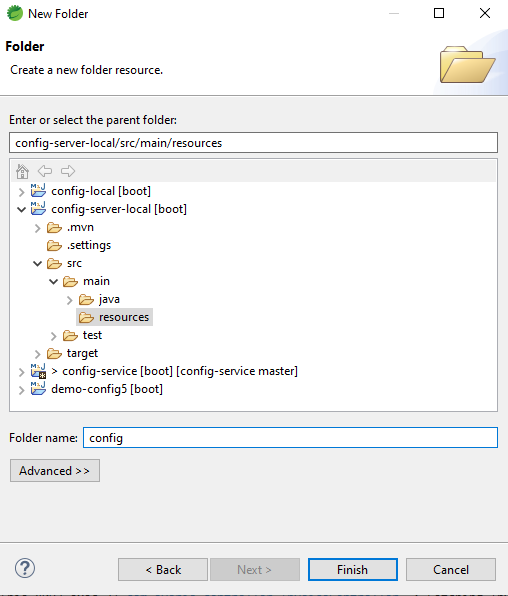 New Folder
Folder
Create a new folder resource.
Enter or select the parent folder:
config-server-local/src/main/resources
config-local [boot]
config-server-local [boot]
.mvn
.settings
src
main
java
resources
test
target
> config-service [boot] [config-service master]
demo-config5 [boot]
Folder name: config
Advanced >>
? < Back Next > Finish Cancel